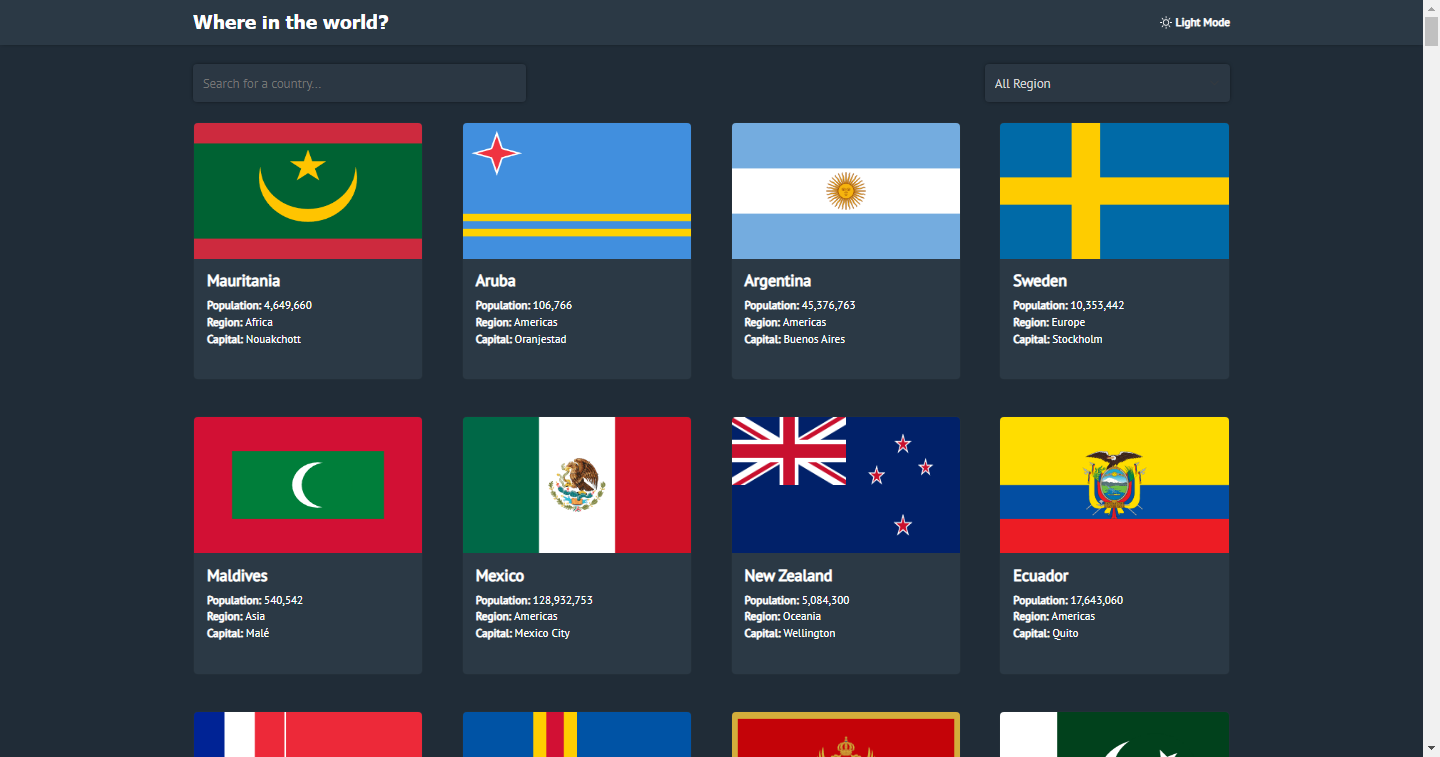 Where in the world?
Light Mode
Search for a country...
All Region
Mauritania
Population: 4,649,660
Region: Africa
Capital: Nouakchott
Aruba
Population: 106,766
Region: Americas
Capital: Oranjestad
Argentina
Population: 45,376,763
Region: Americas
Capital: Buenos Aires
Sweden
Population: 10,353,442
Region: Europe
Capital: Stockholm
Maldives
Population: 540,542
Region: Asia
Capital: Malé
Mexico
Population: 128,932,753
Region: Americas
Capital: Mexico City
New Zealand
Population: 5,084,300
Region: Oceania
Capital: Wellington
Ecuador
Population: 17,643,060
Region: Americas
Capital: Quito